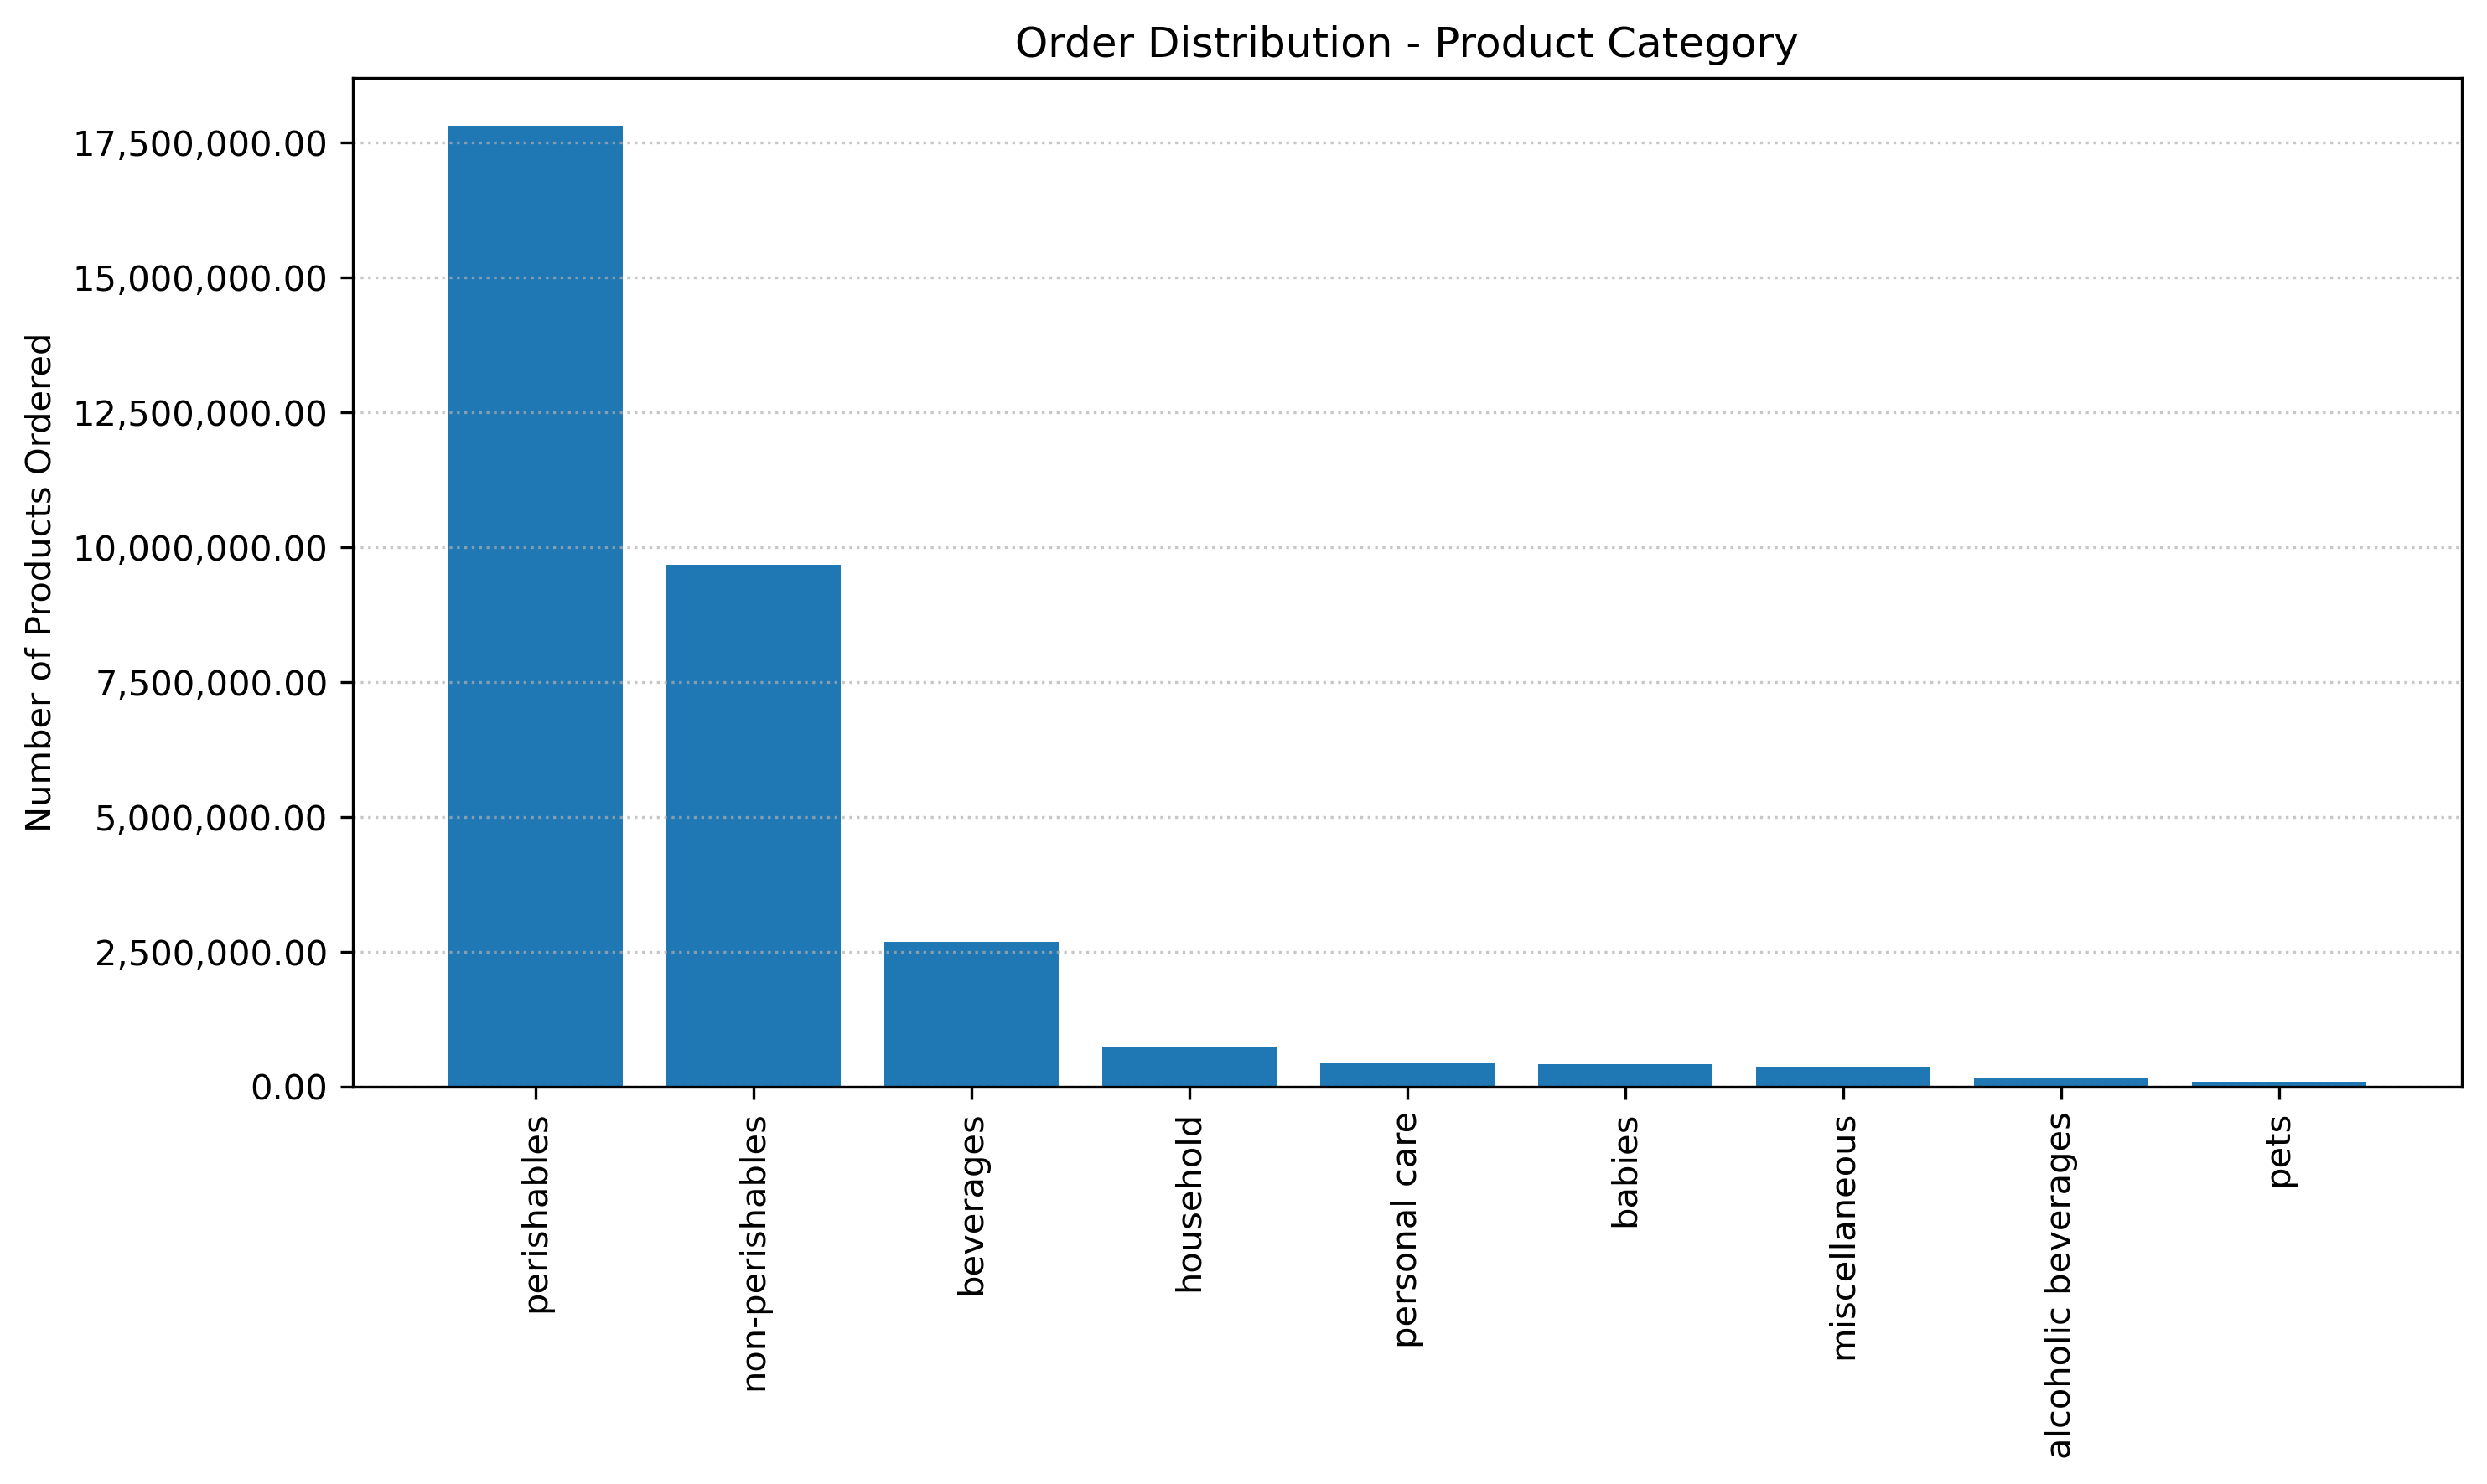 Order Distribution - Product Category
Number of Products Ordered
17,500,000.00
15,000,000.00
12,500,000.00
10,000,000.00
7,500,000.00
5,000,000.00
2,500,000.00
0.00
perishables
non-perishables
beverages
household
personal care
babies
miscellaneous
alcoholic beverages
pets